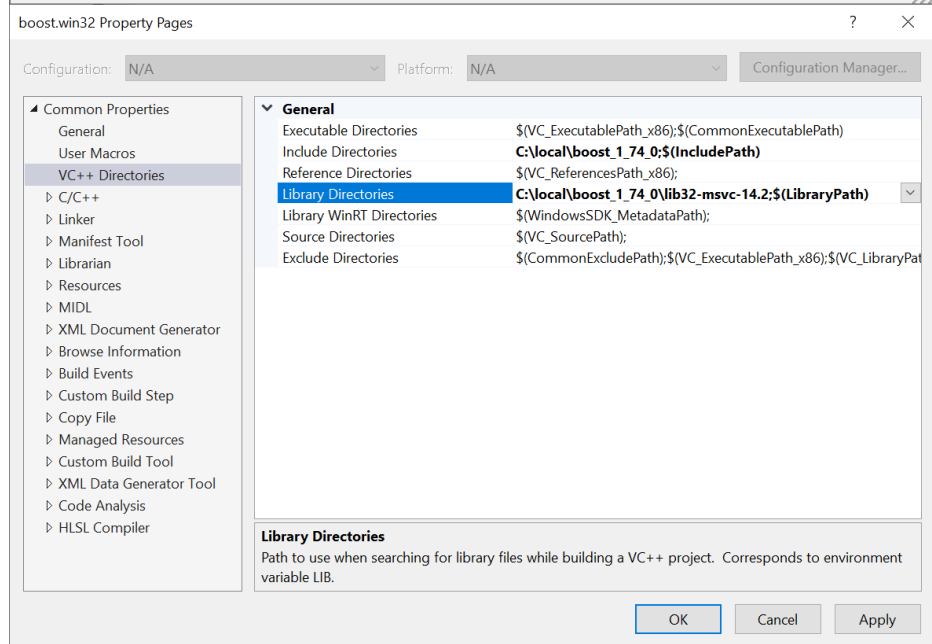 boost.win32 Property Pages
?
Configuration: N/A Platform: N/A Configuration Manager...
Common Properties
General
User Macros
VC++ Directories
C/C++
Linker
Manifest Tool
Librarian
Resources
MIDL
XML Document Generator
Browse Information
Build Events
Custom Build Step
Copy File
Managed Resources
Custom Build Tool
XML Data Generator Tool
Code Analysis
HLSL Compiler
General
Executable Directories $(VC_ExecutablePath_x86);$(CommonExecutablePath)
Include Directories C:\local\boost_1_74_0;$(IncludePath)
Reference Directories $(VC_ReferencesPath_x86);
Library Directories C:\local\boost_1_74_0\lib32-msvc-14.2;$(LibraryPath)
Library WinRT Directories $(WindowsSDK_MetadataPath);
Source Directories $(VC_SourcePath);
Exclude Directories $(CommonExcludePath);$(VC_ExecutablePath_x86);$(VC_LibraryPat
Library Directories
Path to use when searching for library files while building a VC++ project.  Corresponds to environment
variable LIB.
OK Cancel Apply